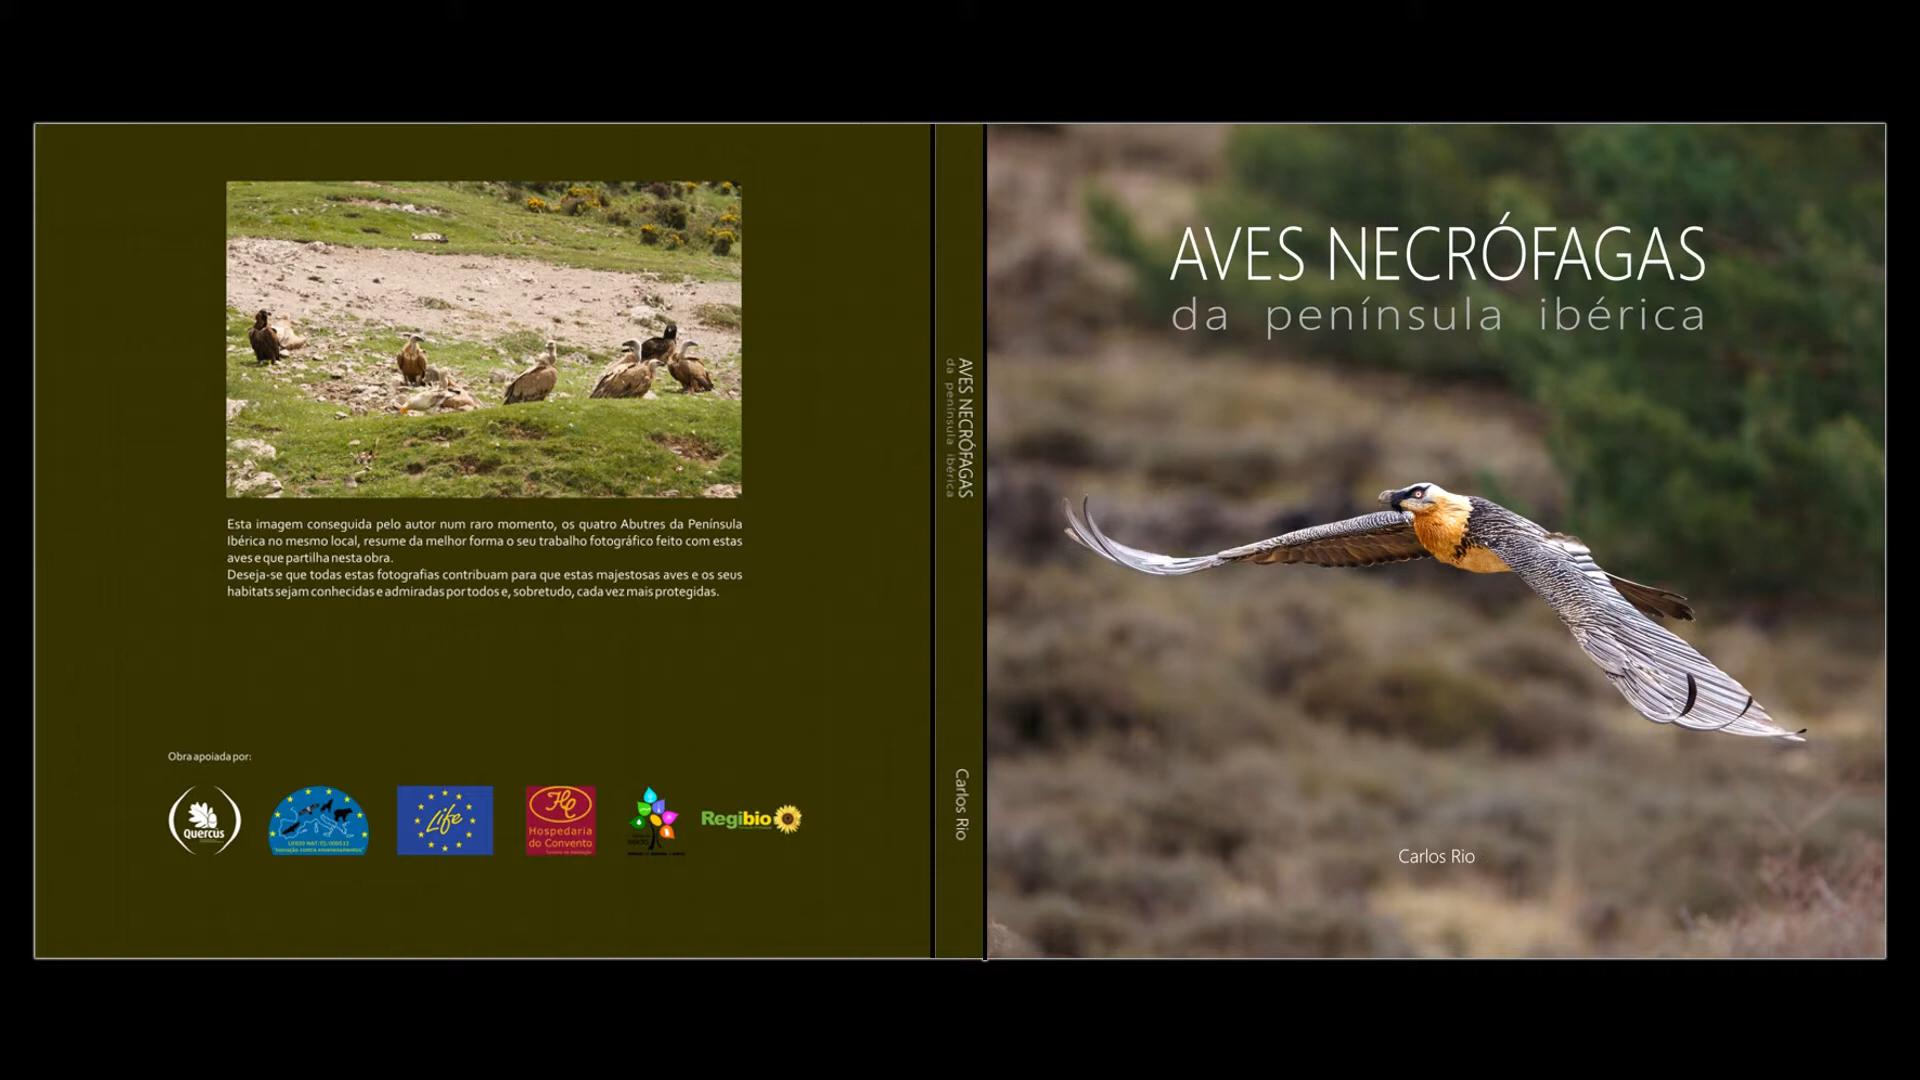 Esta imagem conseguida pelo autor num raro momento, os quatro Abutres da Península
Ibérica no mesmo local, resume da melhor forma o seu trabalho fotográfico feito com estas
aves e que partilha nesta obra.
Deseja-se que todas estas fotografias contribuam para que estas majestosas aves e os seus
habitats sejam conhecidas e admiradas por todos e, sobretudo, cada vez mais protegidas.
Obra apoiada por:
Quercus
"Inovação contra envenenamentos"
Life
Hospedaria
do Convento
Regibio
AVES NECRÓFAGAS
da península ibérica
Carlos Rio
AVES NECRÓFAGAS
da península ibérica
Carlos Rio